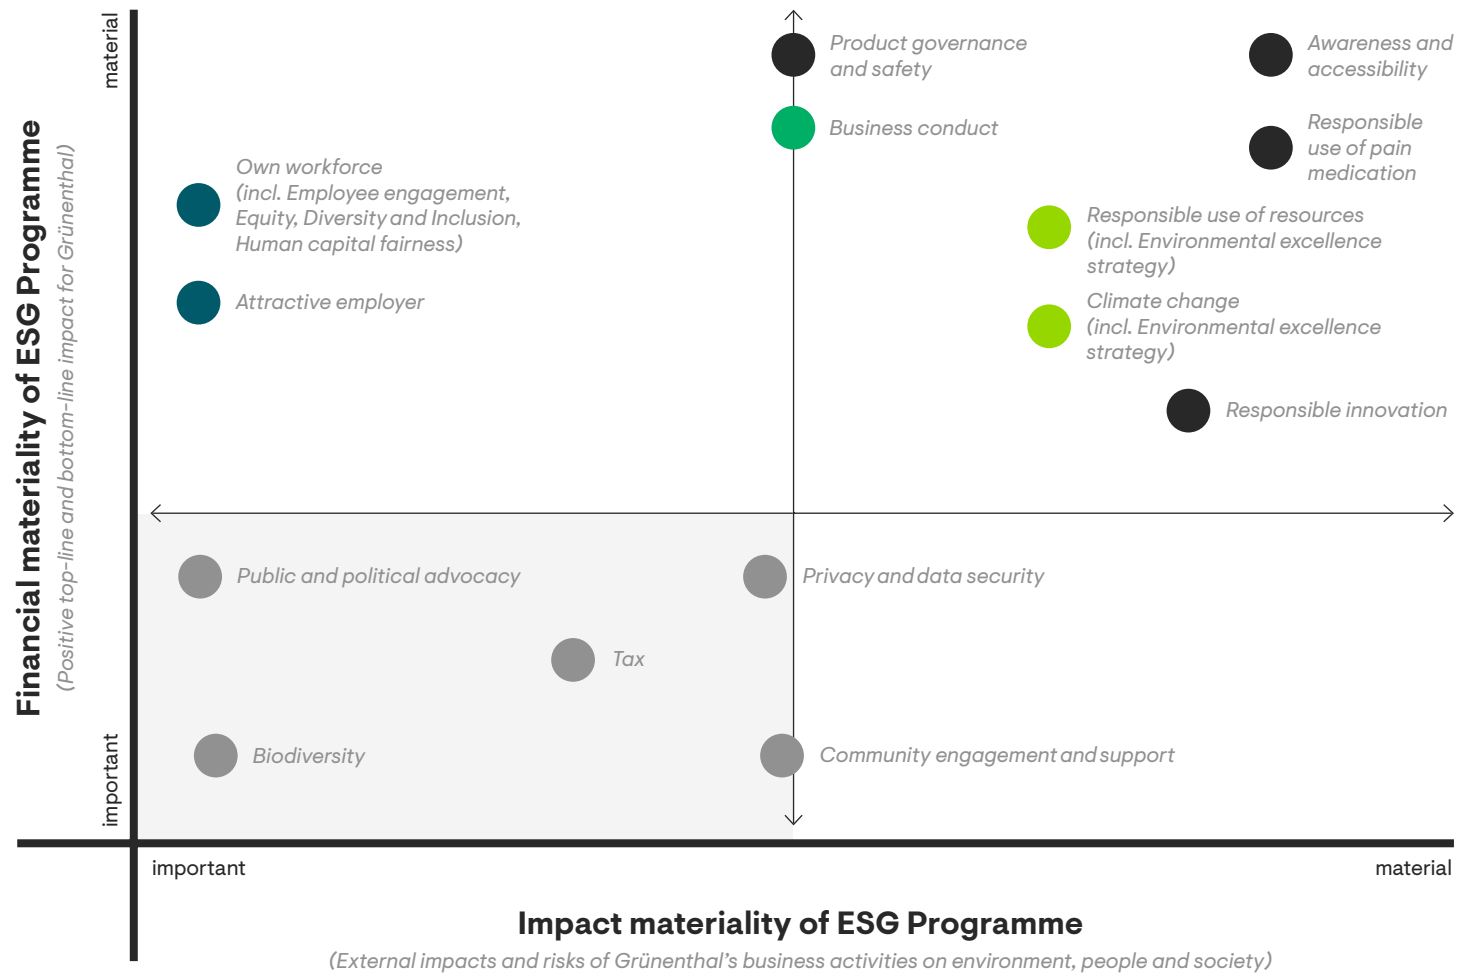 material
Financial materiality of ESG Programme
(Positive top-line and bottom-line impact for Grünenthal)
important
Product governance
and safety
Awareness and
accessibility
Business conduct
Responsible
use of pain
medication
Own workforce
(incl. Employee engagement,
Equity, Diversity and Inclusion,
Human capital fairness)
Responsible use of resources
(incl. Environmental excellence
strategy)
Attractive employer
Climate change
(incl. Environmental excellence
strategy)
Responsible innovation
Public and political advocacy
Privacy and data security
Tax
Biodiversity
Community engagement and support
important
material
Impact materiality of ESG Programme
(External impacts and risks of Grünenthal’s business activities on environment, people and society)